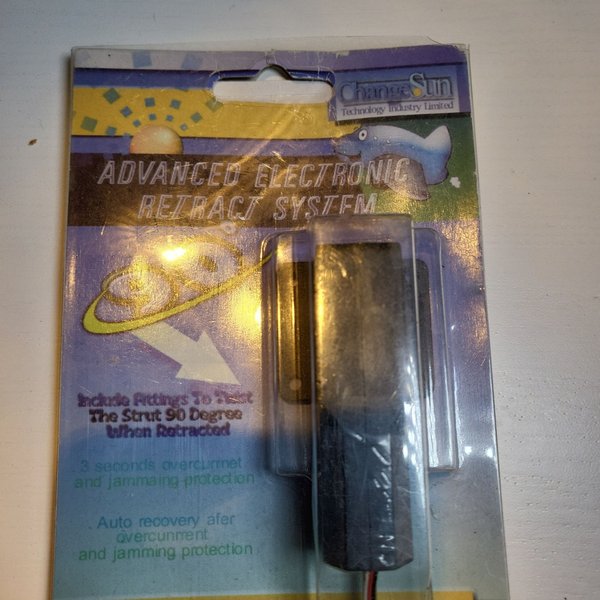 ChangeSun
Technology Industry Limited
ADVANCED ELECTRONIC
RETRACT SYSTEM
Include Fittings To Twist
The Strut 90 Degree
When Retracted
3 seconds overcurrnet
and jammaing protection
Auto recovery afer
overcunrrent
and jamming protection